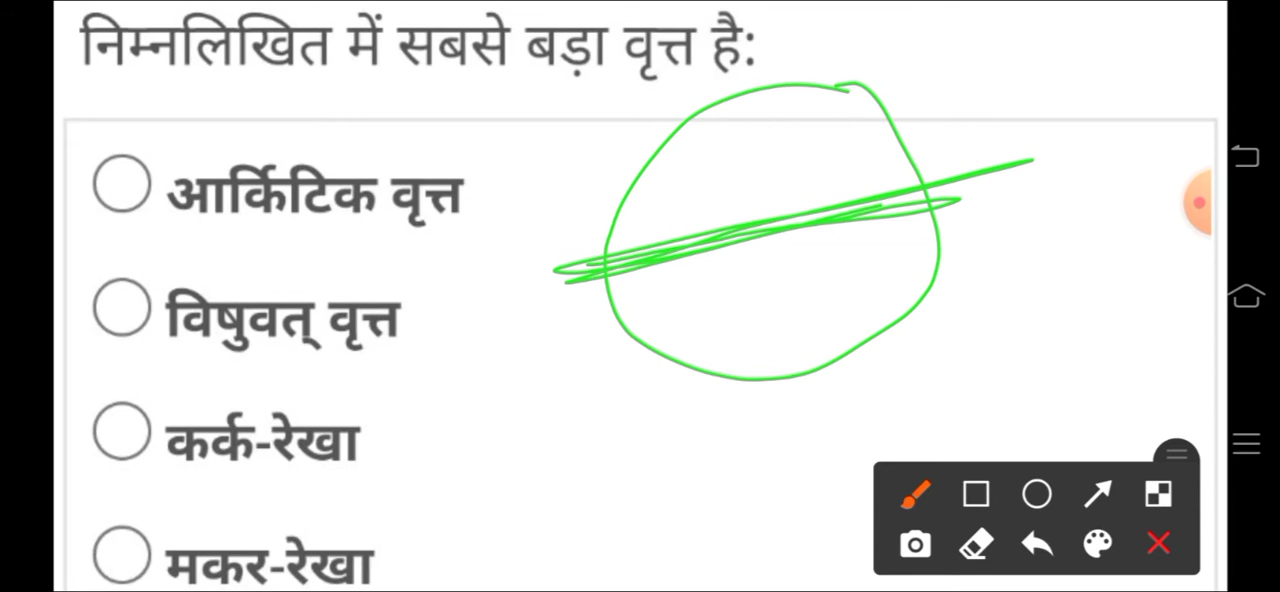 निम्नलिखित में सबसे बड़ा वृत्त है:
आर्किटिक वृत्त
विषुवत् वृत्त
कर्क-रेखा
मकर-रेखा